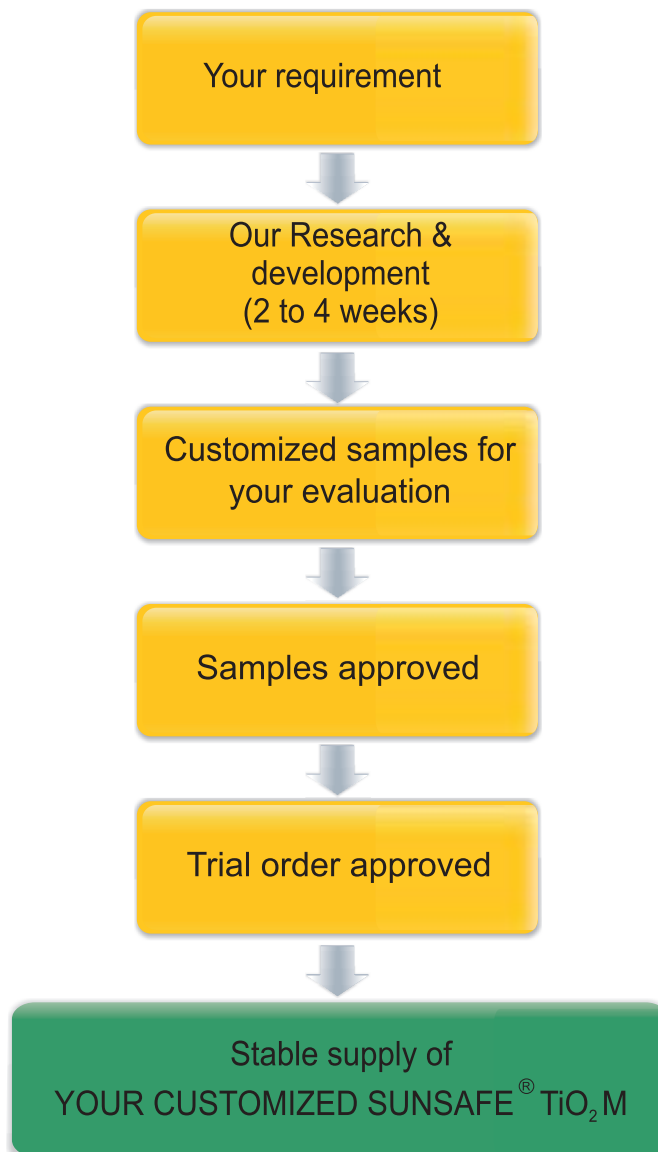 Your requirement
Our Research &
development
(2 to 4 weeks)
Customized samples for
your evaluation
Samples approved
Trial order approved
Stable supply of
YOUR CUSTOMIZED SUNSAFE® TiO₂ M